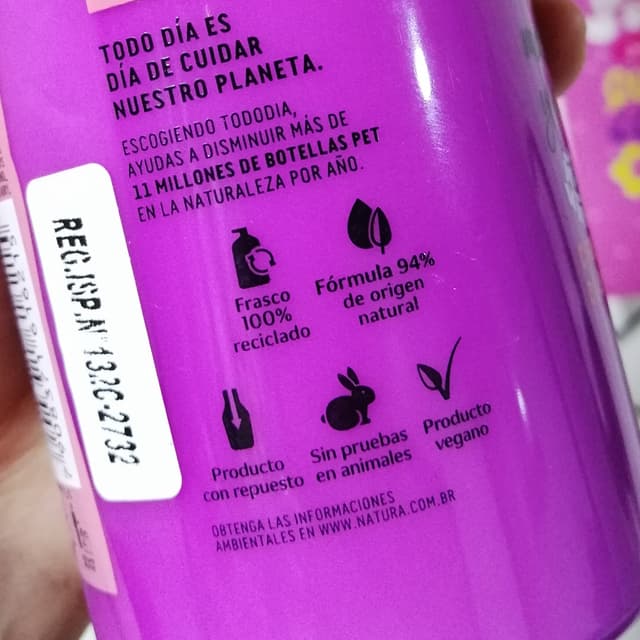 TODO DÍA ES
DÍA DE CUIDAR
NUESTRO PLANETA.
ESCOGIENDO TODODIA,
AYUDAS A DISMINUIR MÁS DE
11 MILLONES DE BOTELLAS PET
EN LA NATURALEZA POR AÑO.
Frasco
100%
reciclado
Fórmula 94%
de origen
natural
Producto
con repuesto
Sin pruebas
en animales
Producto
vegano
OBTENGA LAS INFORMACIONES
AMBIENTALES EN WWW.NATURA.COM.BR
REG.ISP.N° 132C-2732